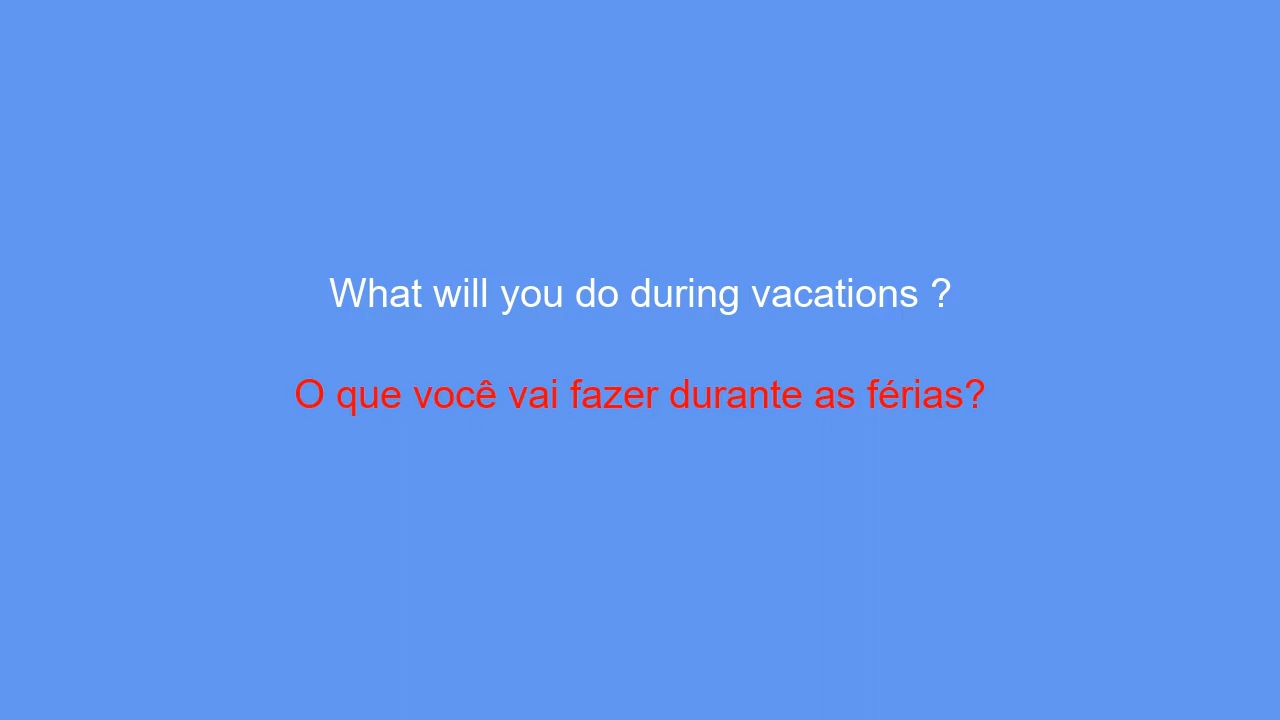 What will you do during vacations ?
O que você vai fazer durante as férias?